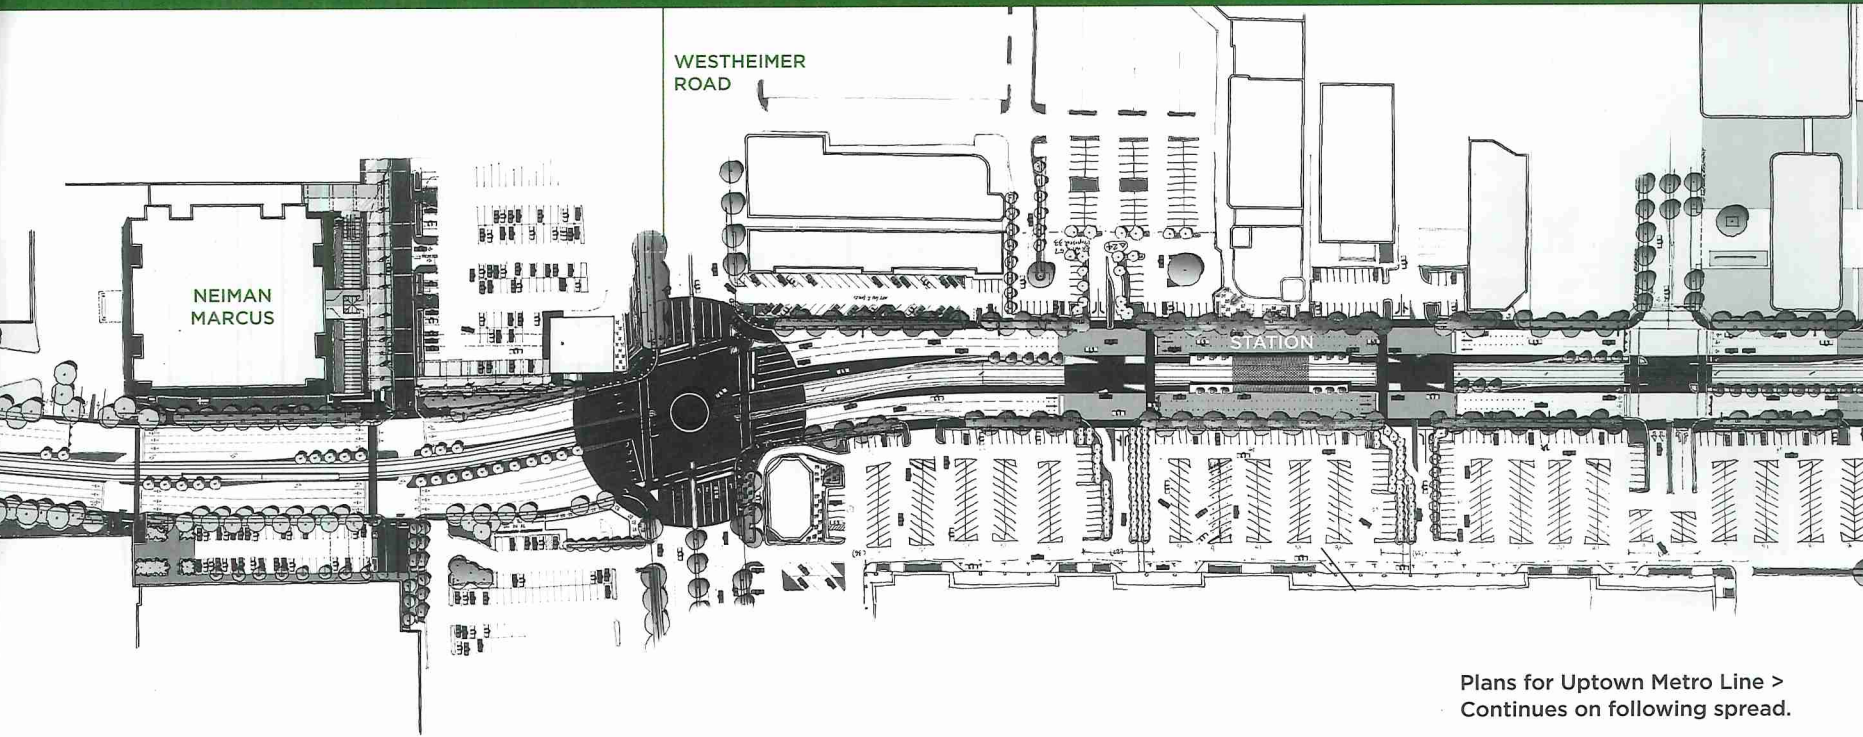 WESTHEIMER
ROAD
NEIMAN
MARCUS
STATION
Plans for Uptown Metro Line >
Continues on following spread.